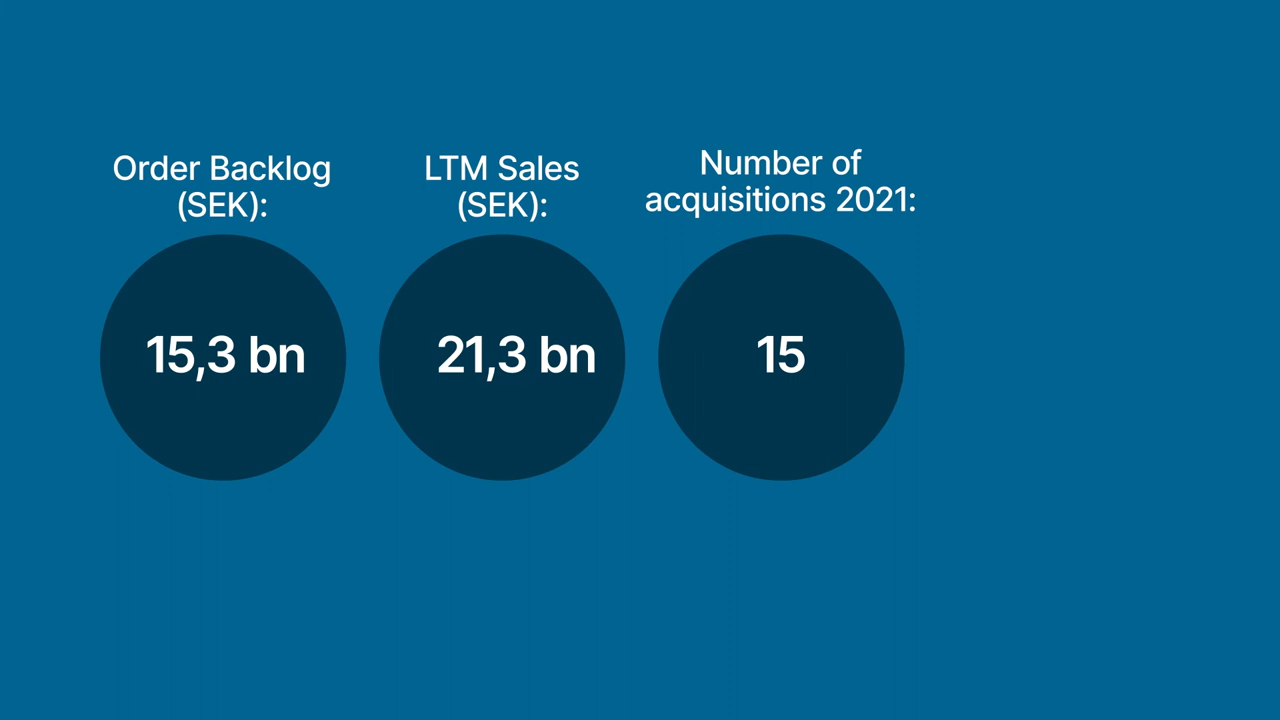 Order Backlog
(SEK):
15,3 bn
LTM Sales
(SEK):
21,3 bn
Number of
acquisitions 2021:
15